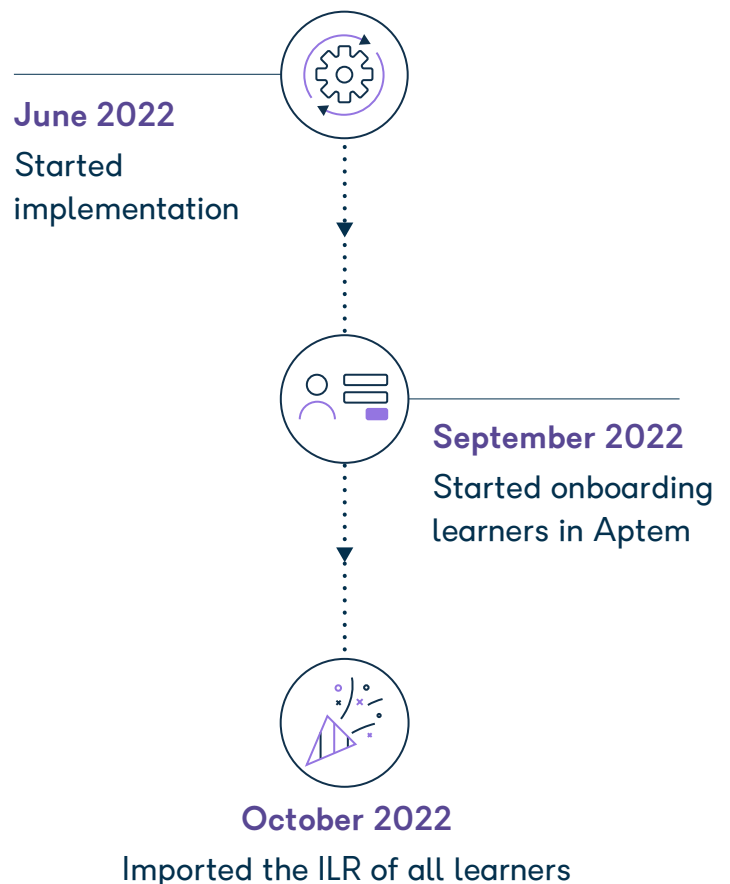 June 2022
Started
implementation
September 2022
Started onboarding
learners in Aptem
October 2022
Imported the ILR of all learners